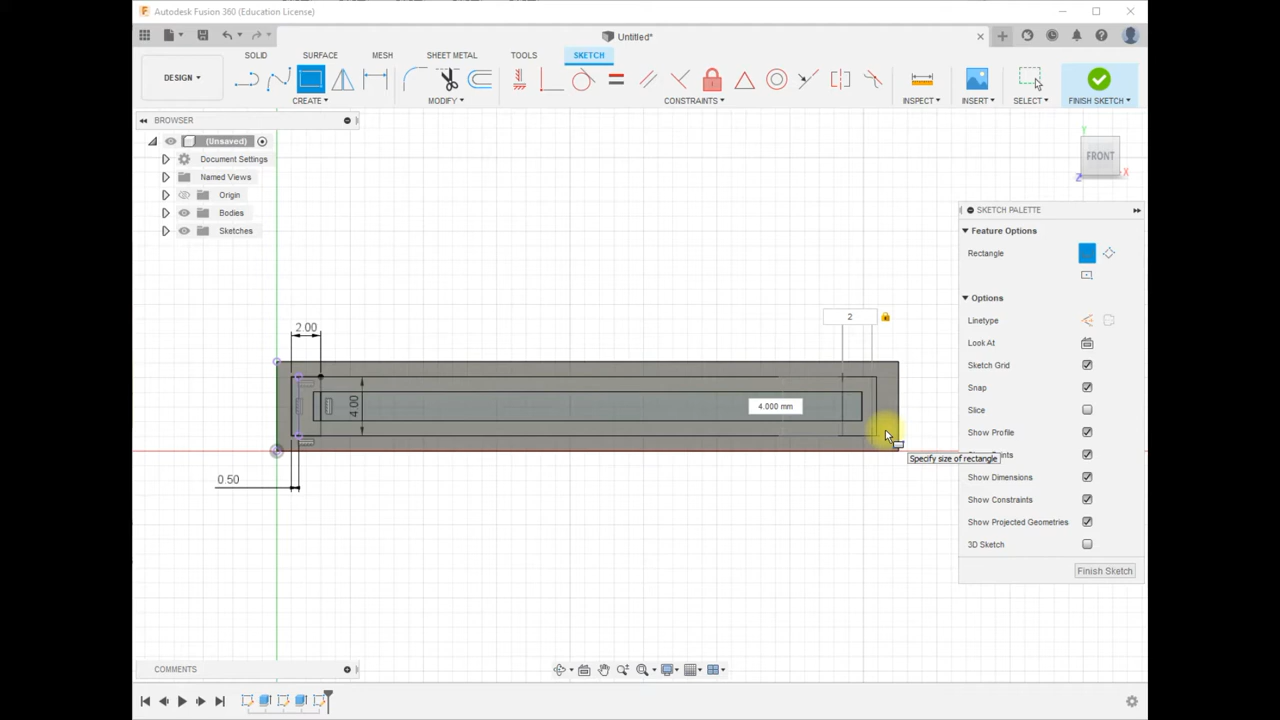 Autodesk Fusion 360 (Education License)
Untitled*
SOLID SURFACE MESH SHEET METAL TOOLS SKETCH
DESIGN
CREATE MODIFY CONSTRAINTS INSPECT INSERT SELECT FINISH SKETCH
BROWSER
(Unsaved)
Document Settings
Named Views
Origin
Bodies
Sketches
Y
FRONT
X
Z
SKETCH PALETTE
Feature Options
Rectangle
Options
Linetype
Look At
Sketch Grid
Snap
Slice
Show Profile
Show Dimensions
Show Constraints
Show Projected Geometries
3D Sketch
Finish Sketch
2
2.00
4.00
4.000 mm
Specify size of rectangle
0.50
COMMENTS